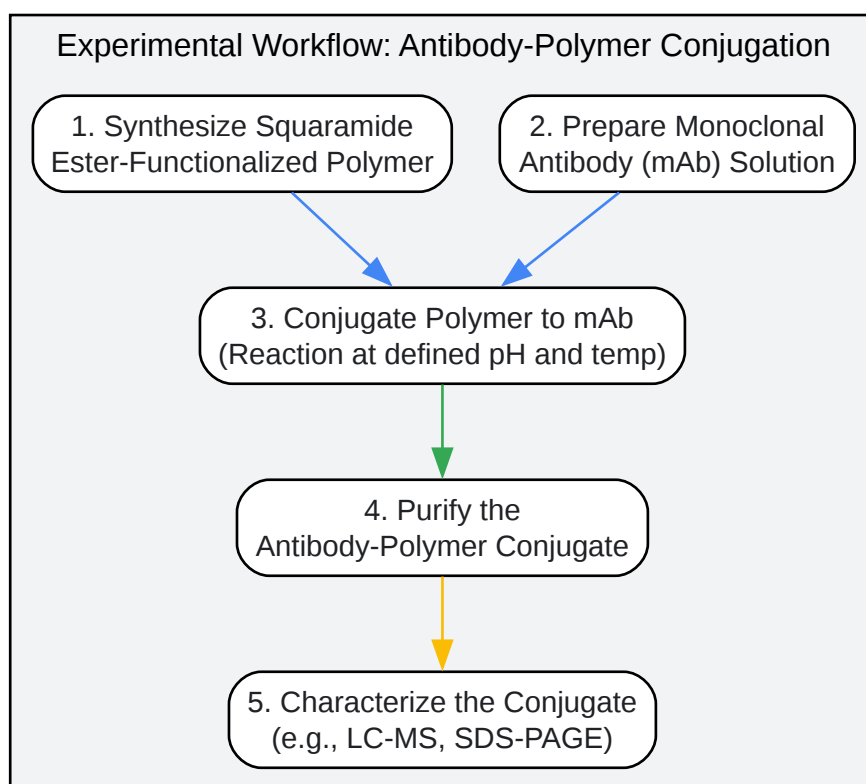 Experimental Workflow: Antibody-Polymer Conjugation
1. Synthesize Squaramide
Ester-Functionalized Polymer
2. Prepare Monoclonal
Antibody (mAb) Solution
3. Conjugate Polymer to mAb
(Reaction at defined pH and temp)
4. Purify the
Antibody-Polymer Conjugate
5. Characterize the Conjugate
(e.g., LC-MS, SDS-PAGE)